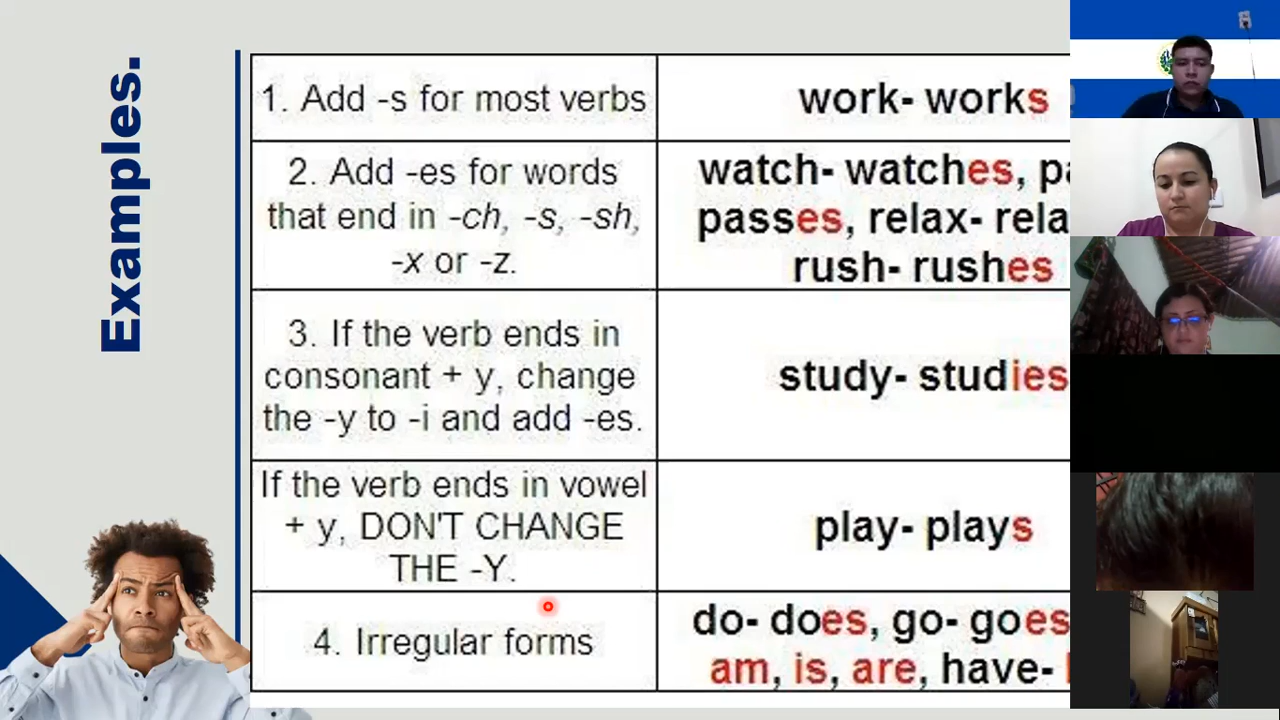 Examples.
1. Add -s for most verbs
work- works
2. Add -es for words
that end in -ch, -s, -sh,
-x or -z.
watch- watches,
passes, relax-
rush- rushes
3. If the verb ends in
consonant + y, change
the -y to -i and add -es.
study- studies
If the verb ends in vowel
+ y, DON'T CHANGE
THE -Y.
play- plays
4. Irregular forms
do- does, go- goes
am, is, are, have-